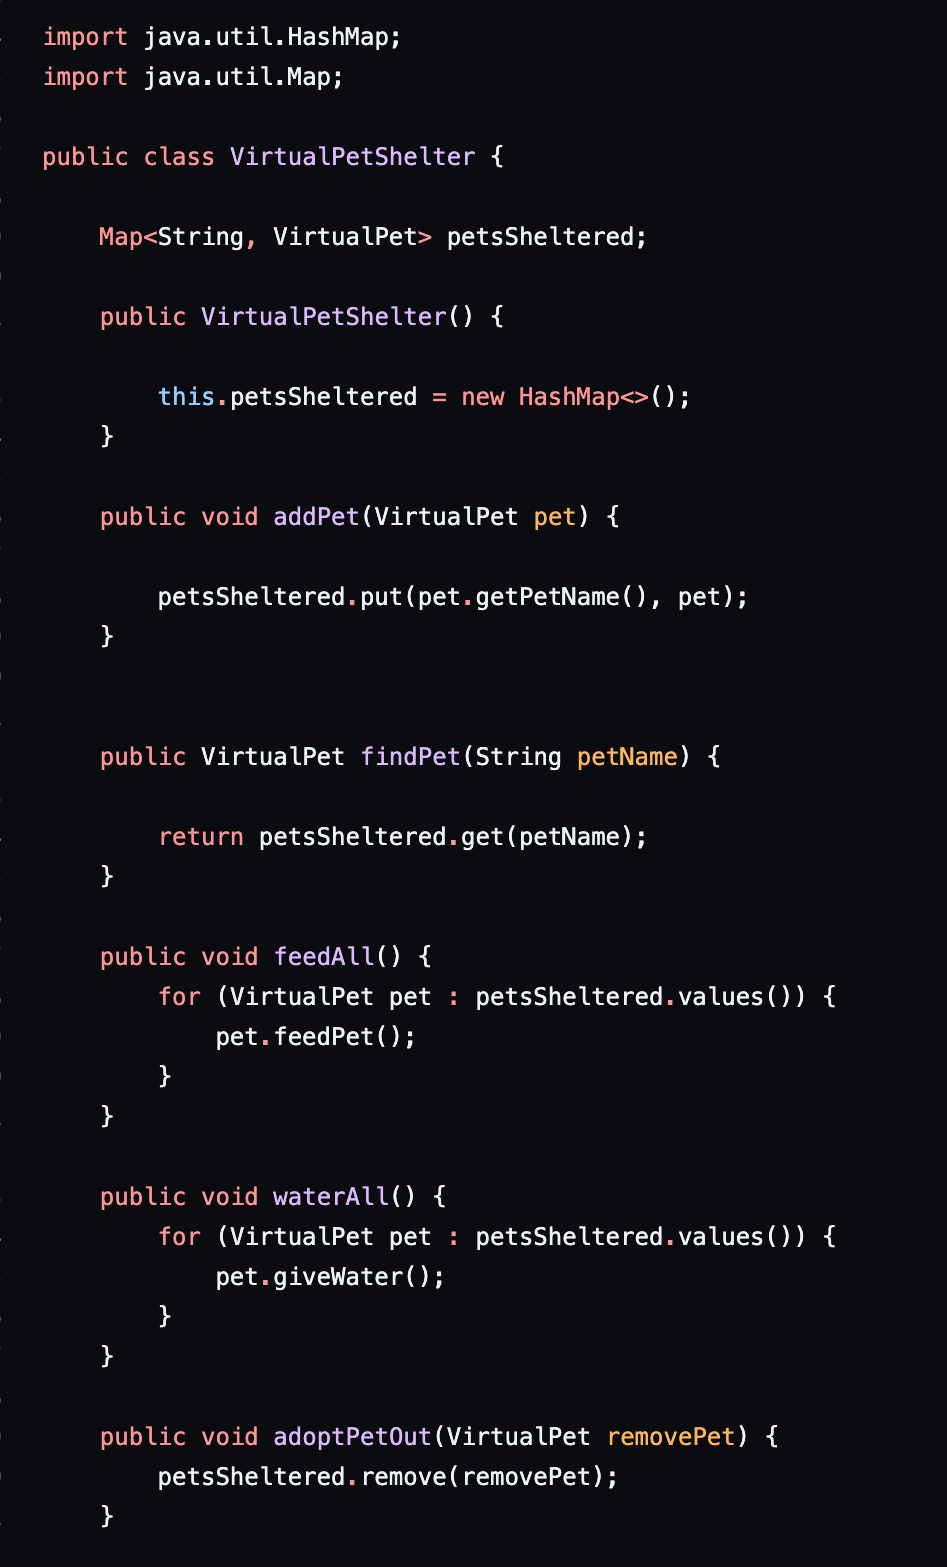 import java.util.HashMap;
import java.util.Map;
public class VirtualPetShelter {
Map<String, VirtualPet> petsSheltered;
public VirtualPetShelter() {
this.petsSheltered = new HashMap<>();
}
public void addPet(VirtualPet pet) {
petsSheltered.put(pet.getPetName(), pet);
}
public VirtualPet findPet(String petName) {
return petsSheltered.get(petName);
}
public void feedAll() {
for (VirtualPet pet : petsSheltered.values()) {
pet.feedPet();
}
}
public void waterAll() {
for (VirtualPet pet : petsSheltered.values()) {
pet.giveWater();
}
}
public void adoptPetOut(VirtualPet removePet) {
petsSheltered.remove(removePet);
}